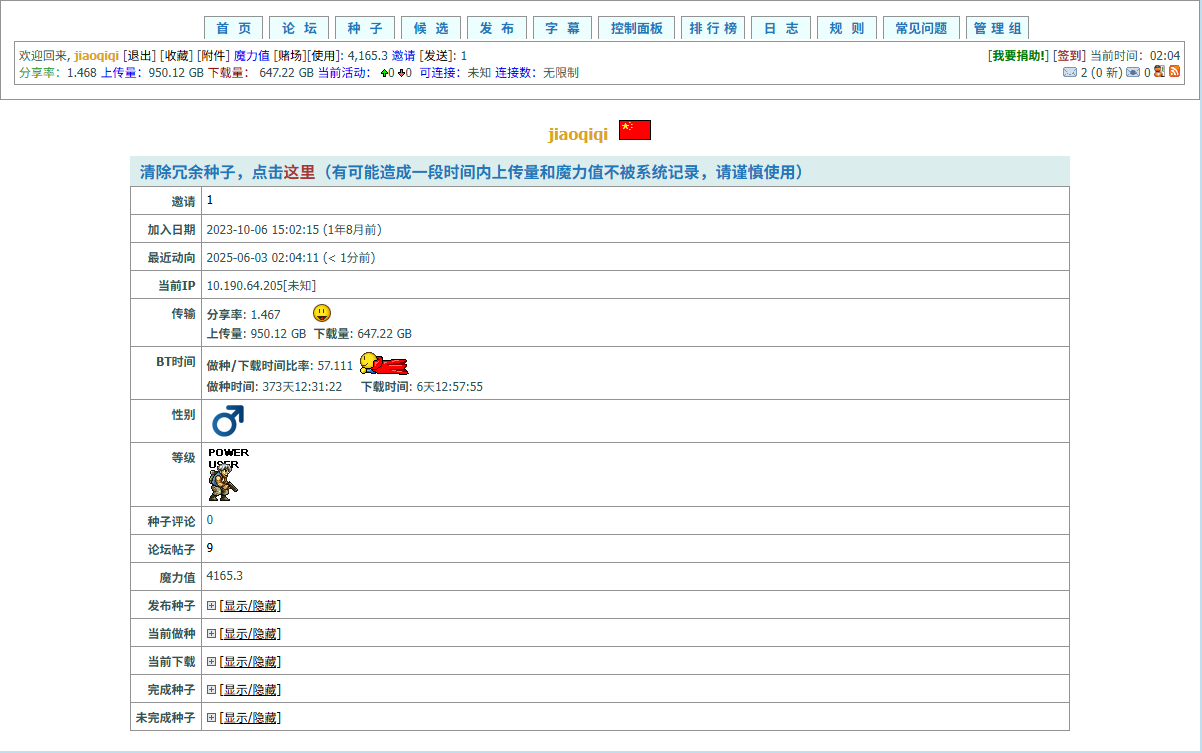 首 页 论 坛 种 子 候 选 发 布 字 幕 控制面板 排 行 榜 日 志 规 则 常见问题 管 理 组
欢迎回来, jiaoqiqi [退出] [收藏] [附件] 魔力值 [赌场][使用]: 4,165.3 邀请 [发送]: 1 [我要捐助!] [签到] 当前时间：02:04
分享率：1.468 上传量：950.12 GB 下载量： 647.22 GB 当前活动： 0 0 可连接：未知 连接数：无限制 2 (0 新) 0
jiaoqiqi
清除冗余种子，点击这里（有可能造成一段时间内上传量和魔力值不被系统记录，请谨慎使用）
邀请 1
加入日期 2023-10-06 15:02:15 (1年8月前)
最近动向 2025-06-03 02:04:11 (< 1分前)
当前IP 10.190.64.205[未知]
传输 分享率: 1.467
上传量: 950.12 GB 下载量: 647.22 GB
BT时间 做种/下载时间比率: 57.111
做种时间: 373天12:31:22 下载时间: 6天12:57:55
性别
等级 POWER
USER
种子评论 0
论坛帖子 9
魔力值 4165.3
发布种子 [显示/隐藏]
当前做种 [显示/隐藏]
当前下载 [显示/隐藏]
完成种子 [显示/隐藏]
未完成种子 [显示/隐藏]